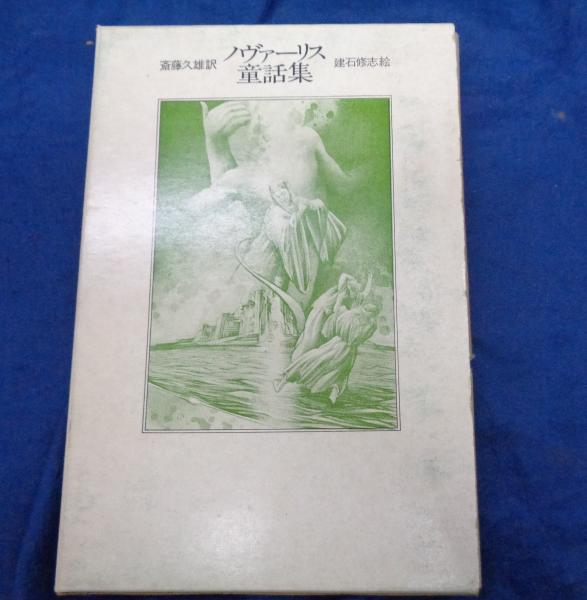 ノヴァーリス
童話集
斎藤久雄訳
建石修志絵